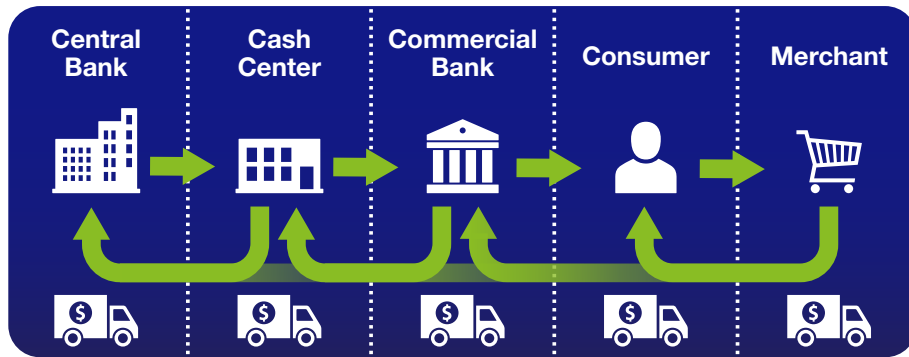 Central
Bank
Cash
Center
Commercial
Bank
Consumer
Merchant
$
$
$
$
$